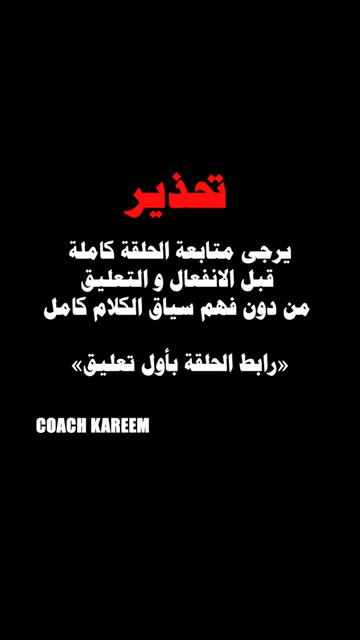 تحذير
يرجى متابعة الحلقة كاملة
قبل الانفعال و التعليق
من دون فهم سياق الكلام كامل
«رابط الحلقة بأول تعليق»
COACH KAREEM